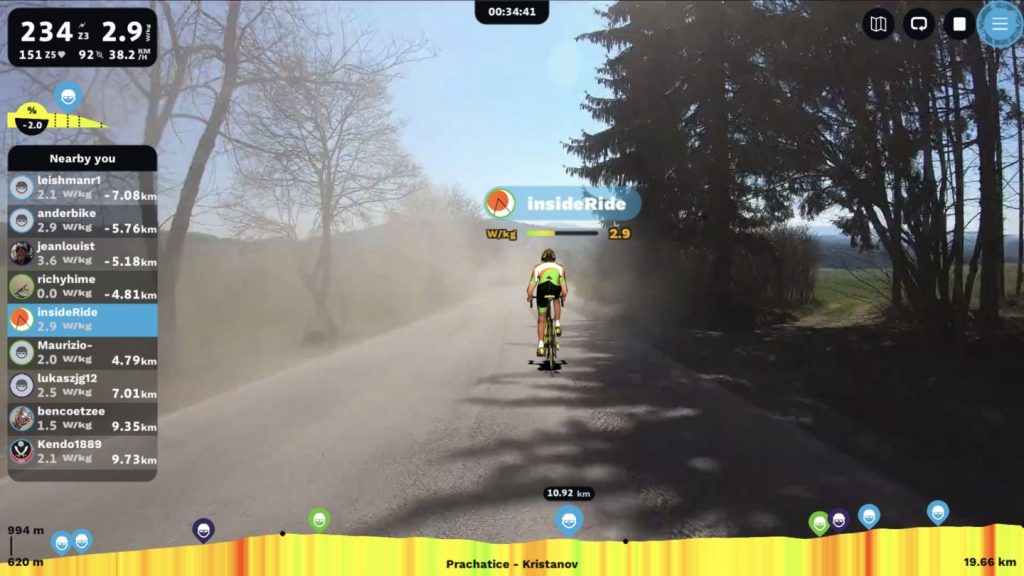 234 Z3 2.9 W/kg
151 Z5 92 38.2 KM/H
00:34:41
%
-2.0
Nearby you
leishmanr1
2.1 W/kg -7.08km
anderbike
2.9 W/kg -5.76km
jeanlouist
3.6 W/kg -5.18km
richyhime
0.0 W/kg -4.81km
insideRide
2.9 W/kg
Maurizio-
2.0 W/kg 4.79km
lukaszjg12
2.5 W/kg 7.01km
bencoetzee
1.5 W/kg 9.35km
Kendo1889
2.1 W/kg 9.73km
insideRide
W/kg 2.9
10.92 km
994 m
620 m
Prachatice - Kristanov
19.66 km